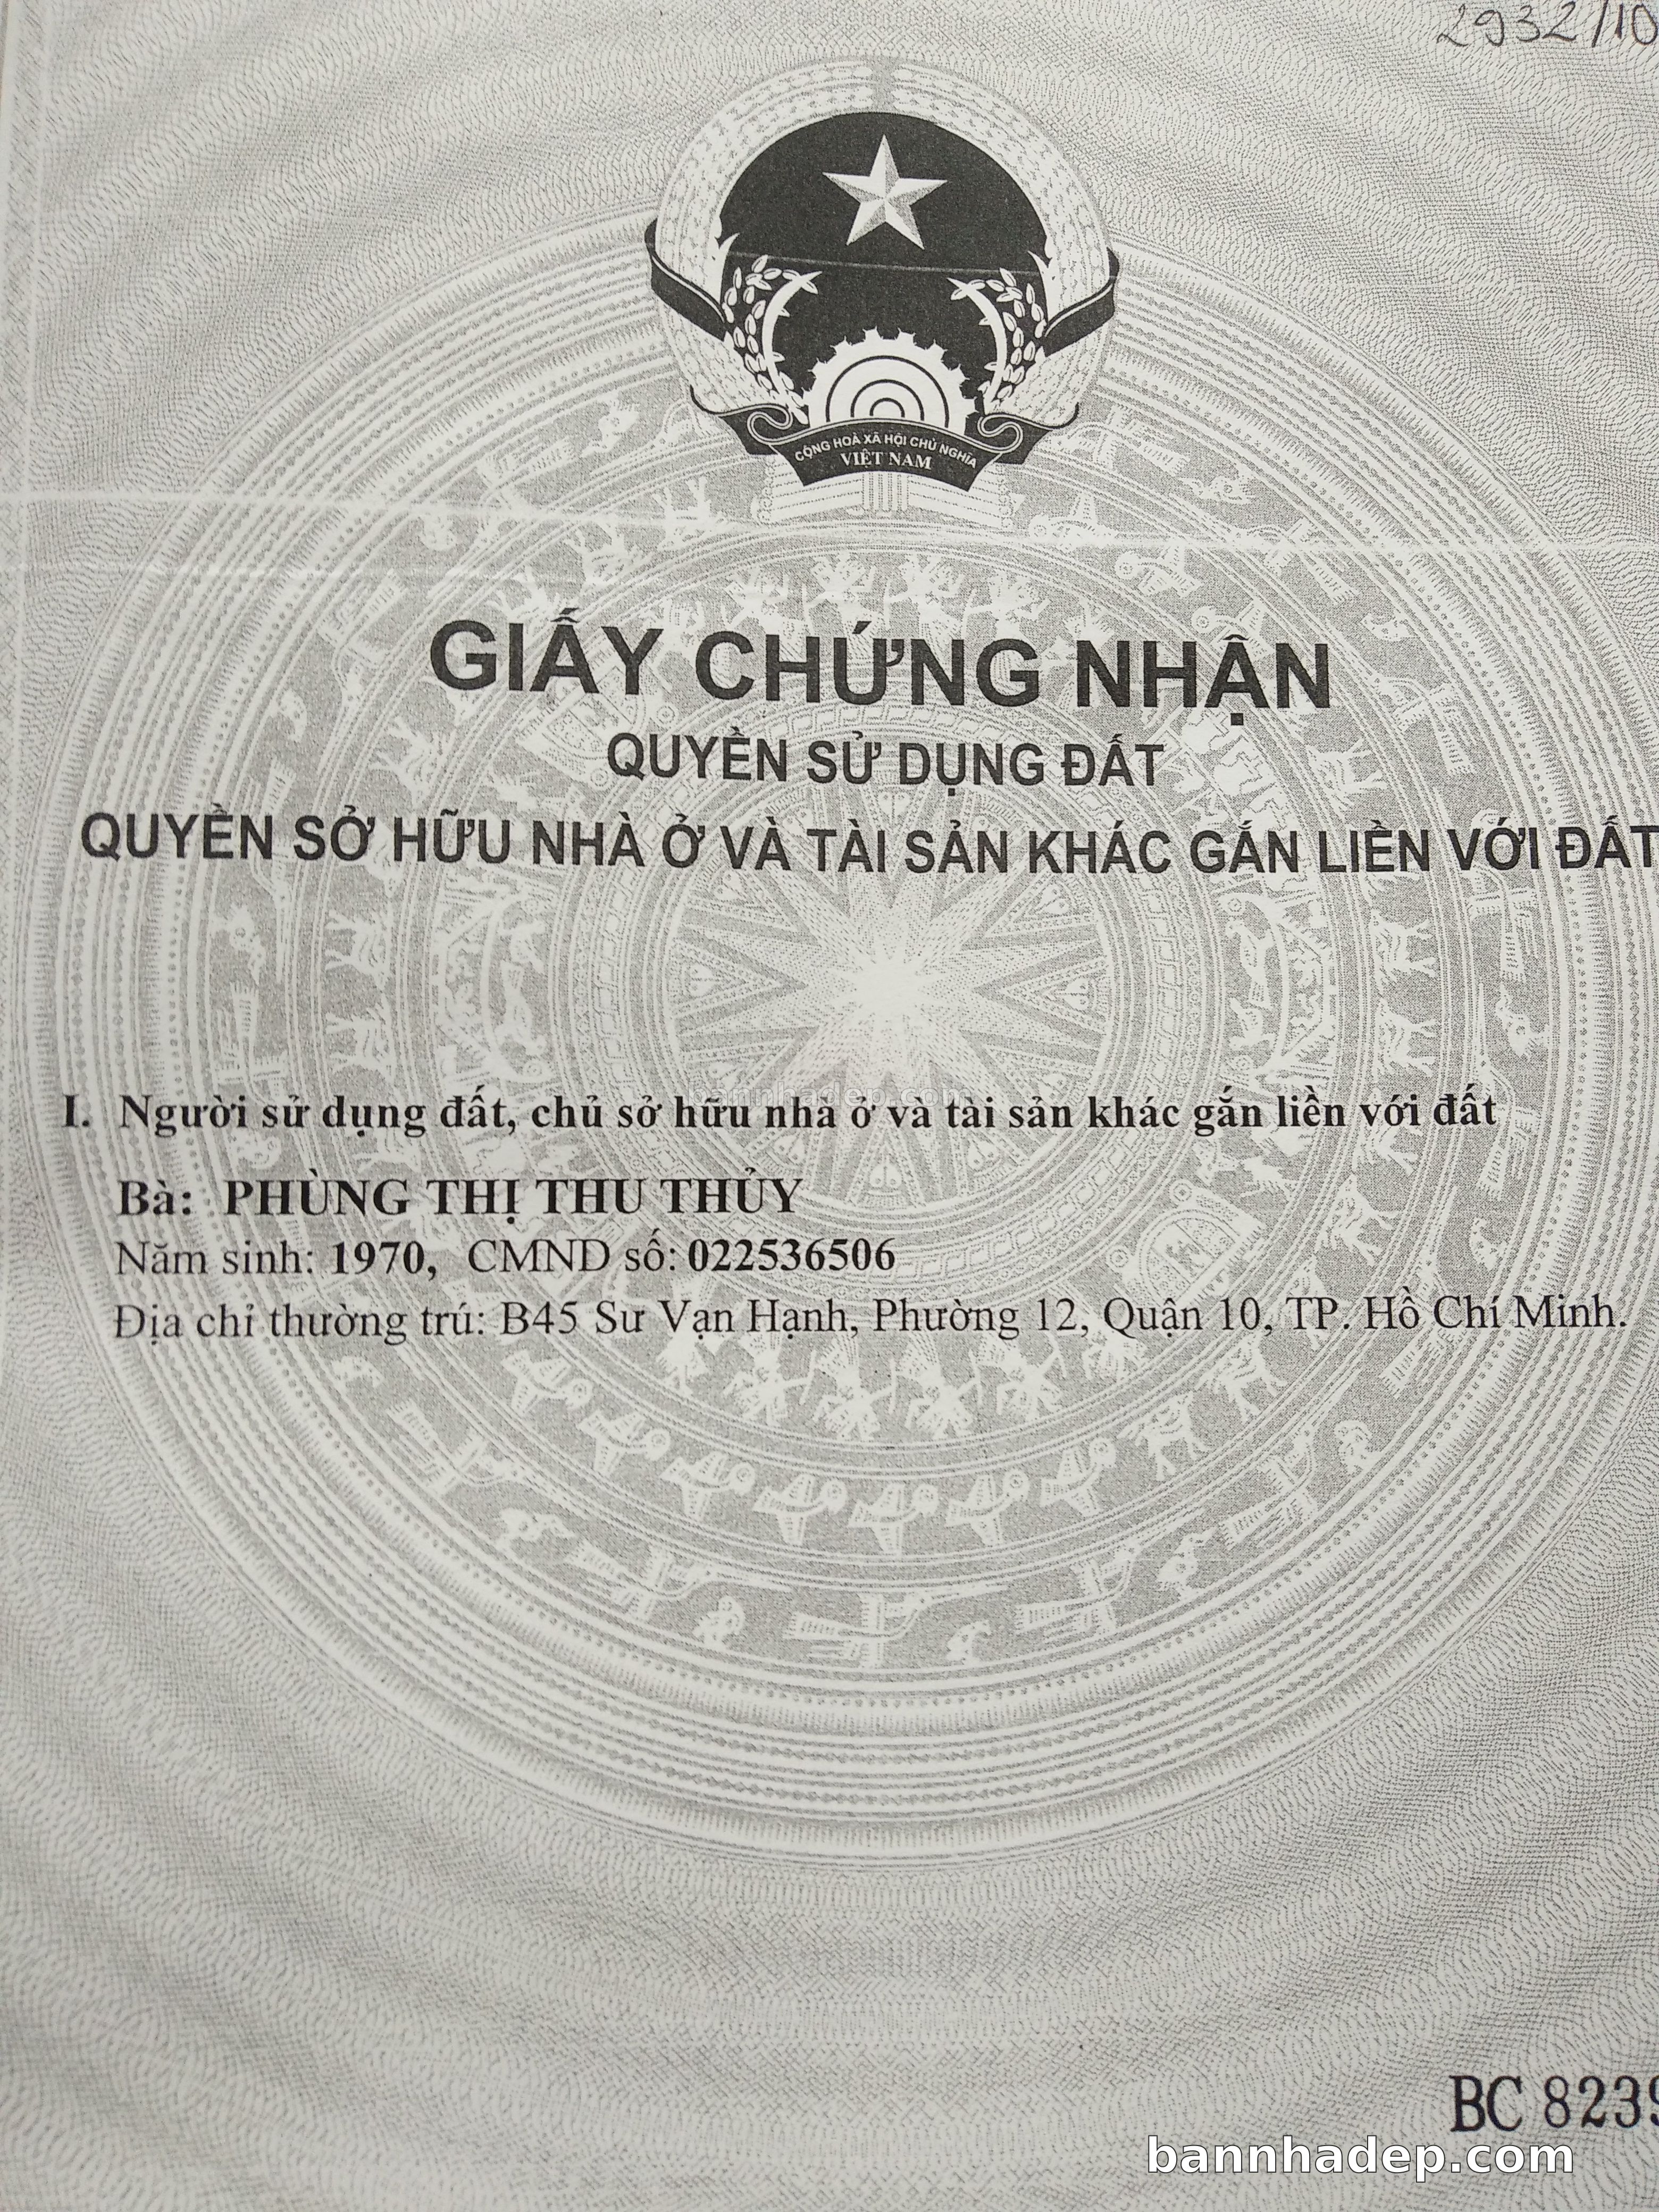 2932/10
CỘNG HOÀ XÃ HỘI CHỦ NGHĨA
VIỆT NAM
GIẤY CHỨNG NHẬN
QUYỀN SỬ DỤNG ĐẤT
QUYỀN SỞ HỮU NHÀ Ở VÀ TÀI SẢN KHÁC GẮN LIỀN VỚI ĐẤT
bannhadep.com
I. Người sử dụng đất, chủ sở hữu nhà ở và tài sản khác gắn liền với đất
Bà: PHÙNG THỊ THU THỦY
Năm sinh: 1970, CMND số: 022536506
Địa chỉ thường trú: B45 Sư Vạn Hạnh, Phường 12, Quận 10, TP. Hồ Chí Minh.
BC 8239
bannhadep.com